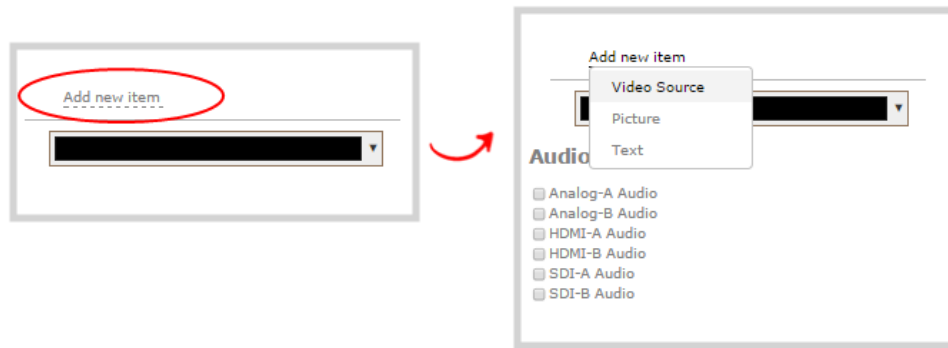 Add new item
Add new item
Video Source
Picture
Text
Audio
Analog-A Audio
Analog-B Audio
HDMI-A Audio
HDMI-B Audio
SDI-A Audio
SDI-B Audio